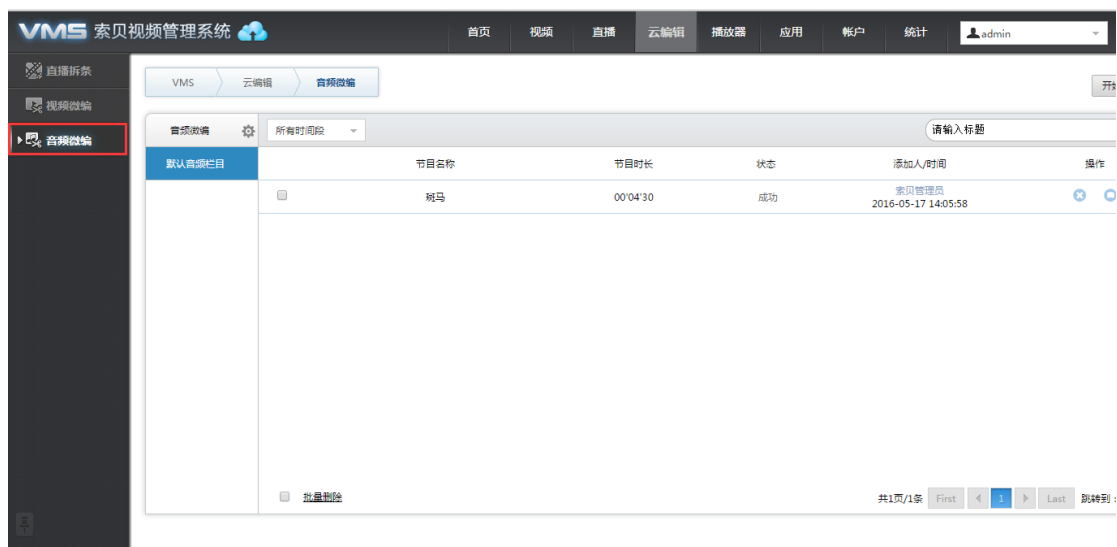 VMS 索贝视频管理系统
首页 视频 直播 云编辑 播放器 应用 帐户 统计 admin
直播拆条
视频微编
音频微编
VMS 云编辑 音频微编
音频微编 所有时间段 请输入标题
默认音频栏目
节目名称 节目时长 状态 添加人/时间 操作
斑马 00'04'30 成功 索贝管理员
2016-05-17 14:05:58
批量删除 共1页/1条 First 1 Last 跳转到: